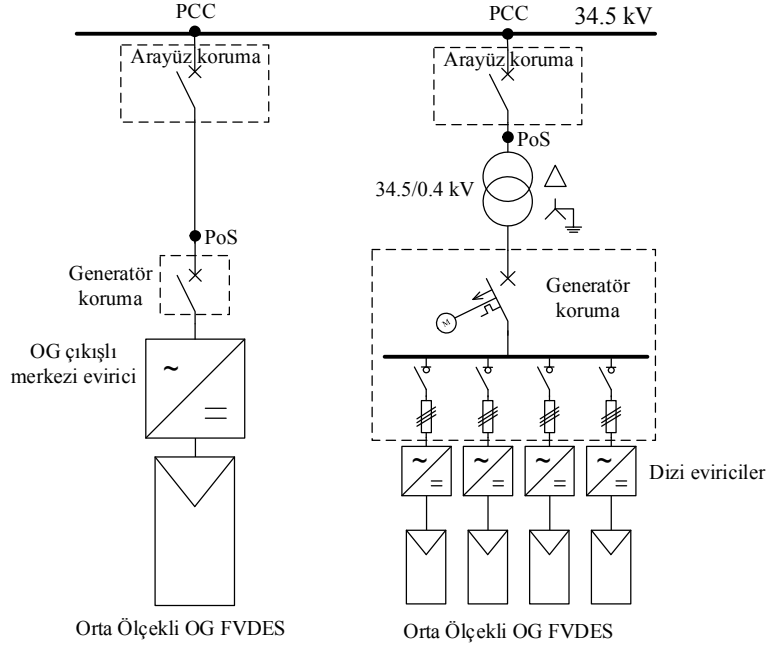 PCC
PCC
34.5 kV
Arayüz koruma
Arayüz koruma
PoS
34.5/0.4 kV
PoS
Generatör
koruma
Generatör
koruma
M
OG çıkışlı
merkezi evirici
~
=
~
=
~
=
~
=
~
=
Dizi eviriciler
Orta Ölçekli OG FVDES
Orta Ölçekli OG FVDES